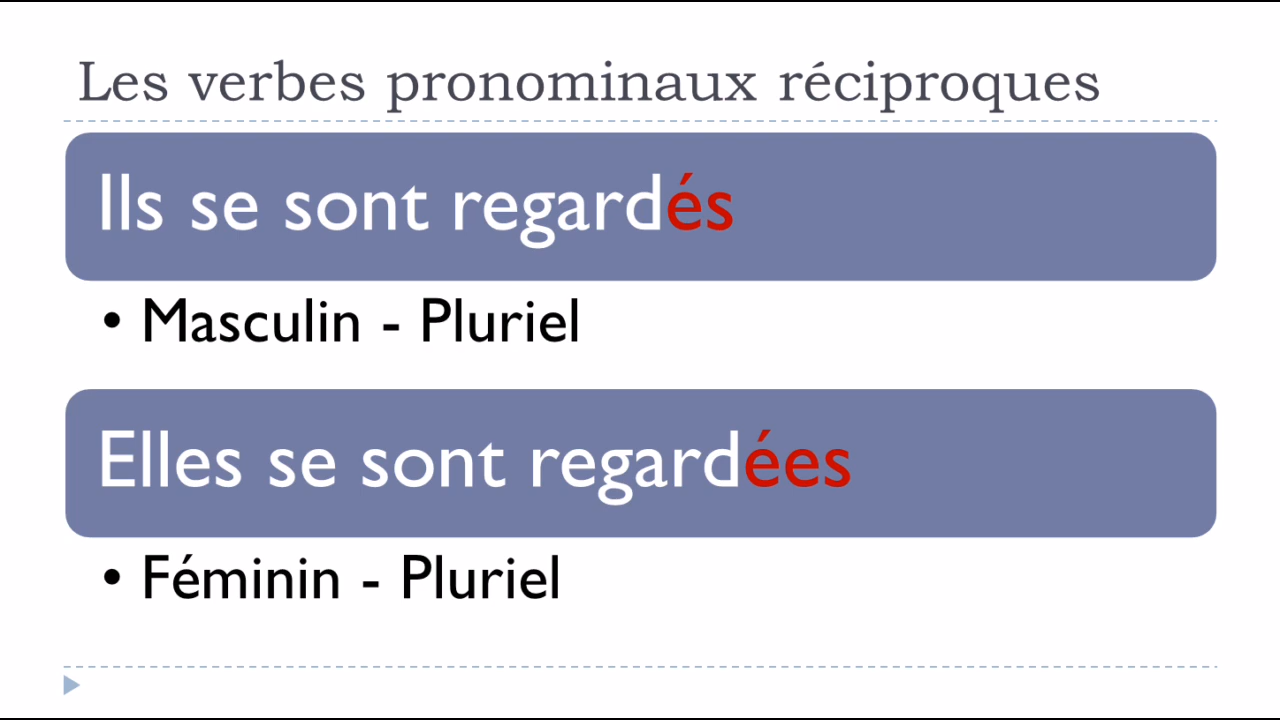 Les verbes pronominaux réciproques
Ils se sont regardés
• Masculin - Pluriel
Elles se sont regardées
• Féminin - Pluriel